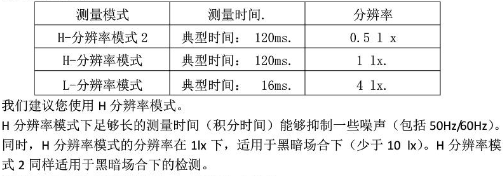 测量模式 测量时间. 分辨率
H-分辨率模式 2 典型时间： 120ms. 0.5 l x
H-分辨率模式 典型时间： 120ms. 1 lx.
L-分辨率模式 典型时间： 16ms. 4 lx.
我们建议您使用 H 分辨率模式。
H 分辨率模式下足够长的测量时间（积分时间）能够抑制一些噪声（包括 50Hz/60Hz）。
同时，H 分辨率模式的分辨率在 1lx 下，适用于黑暗场合下（少于 10 lx）。H 分辨率模
式 2 同样适用于黑暗场合下的检测。